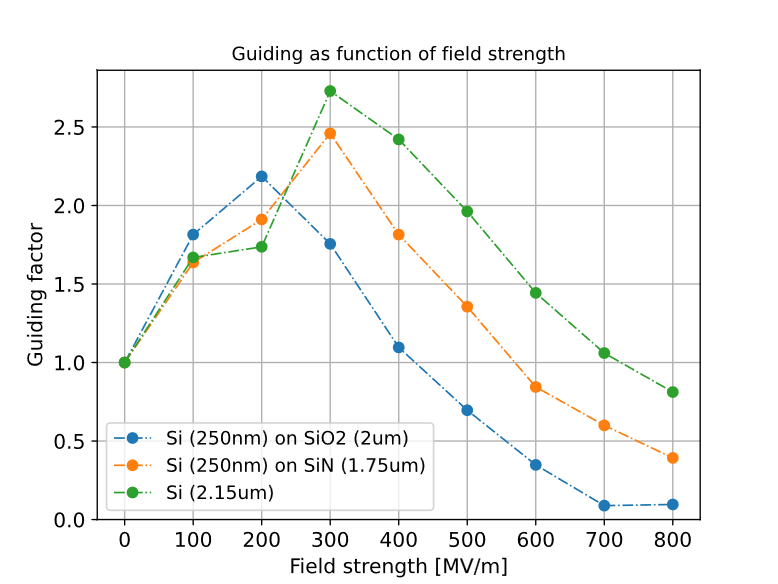 Guiding as function of field strength
Guiding factor
2.5
2.0
1.5
1.0
0.5
0.0
Si (250nm) on SiO2 (2um)
Si (250nm) on SiN (1.75um)
Si (2.15um)
0 100 200 300 400 500 600 700 800
Field strength [MV/m]